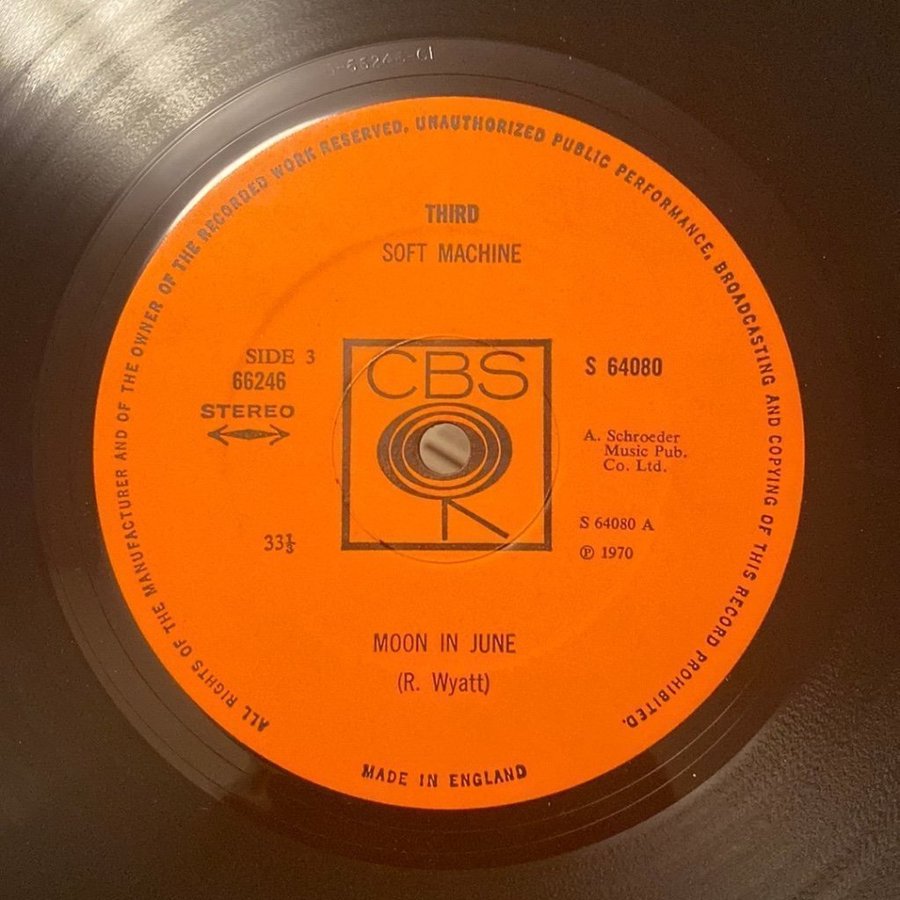 ALL RIGHTS OF THE MANUFACTURER AND OF THE OWNER OF THE RECORDED WORK RESERVED. UNAUTHORIZED PUBLIC PERFORMANCE, BROADCASTING AND COPYING OF THIS RECORD PROHIBITED.
THIRD
SOFT MACHINE
SIDE 3
66246
STEREO
33⅓
CBS
S 64080
A. Schroeder
Music Pub.
Co. Ltd.
S 64080 A
℗ 1970
MOON IN JUNE
(R. Wyatt)
MADE IN ENGLAND